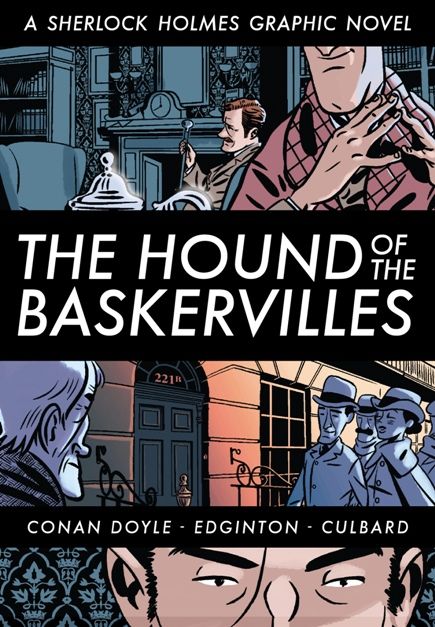 A SHERLOCK HOLMES GRAPHIC NOVEL
THE HOUND OF THE
BASKERVILLES
221B
CONAN DOYLE - EDGINTON - CULBARD